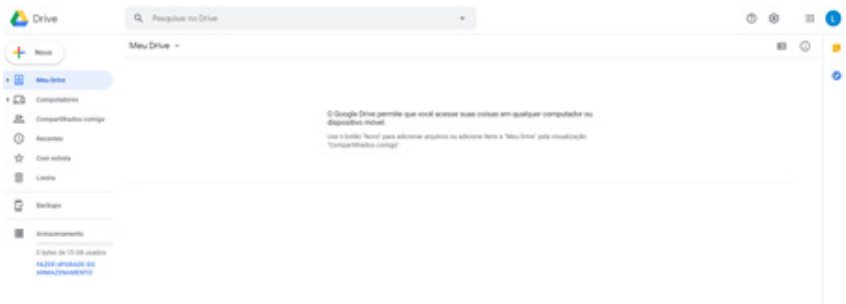 Drive
Pesquisar no Drive
L
Novo
Meu Drive
Meu Drive
Computadores
Compartilhados comigo
Recentes
Com estrela
Lixeira
Backups
Armazenamento
0 bytes de 15 GB usados
FAZER UPGRADE DO
ARMAZENAMENTO
O Google Drive permite que você acesse suas coisas em qualquer computador ou
dispositivo móvel.
Use o botão "Novo" para adicionar arquivos ou adicione itens a "Meu Drive" pela visualização
"Compartilhados comigo".